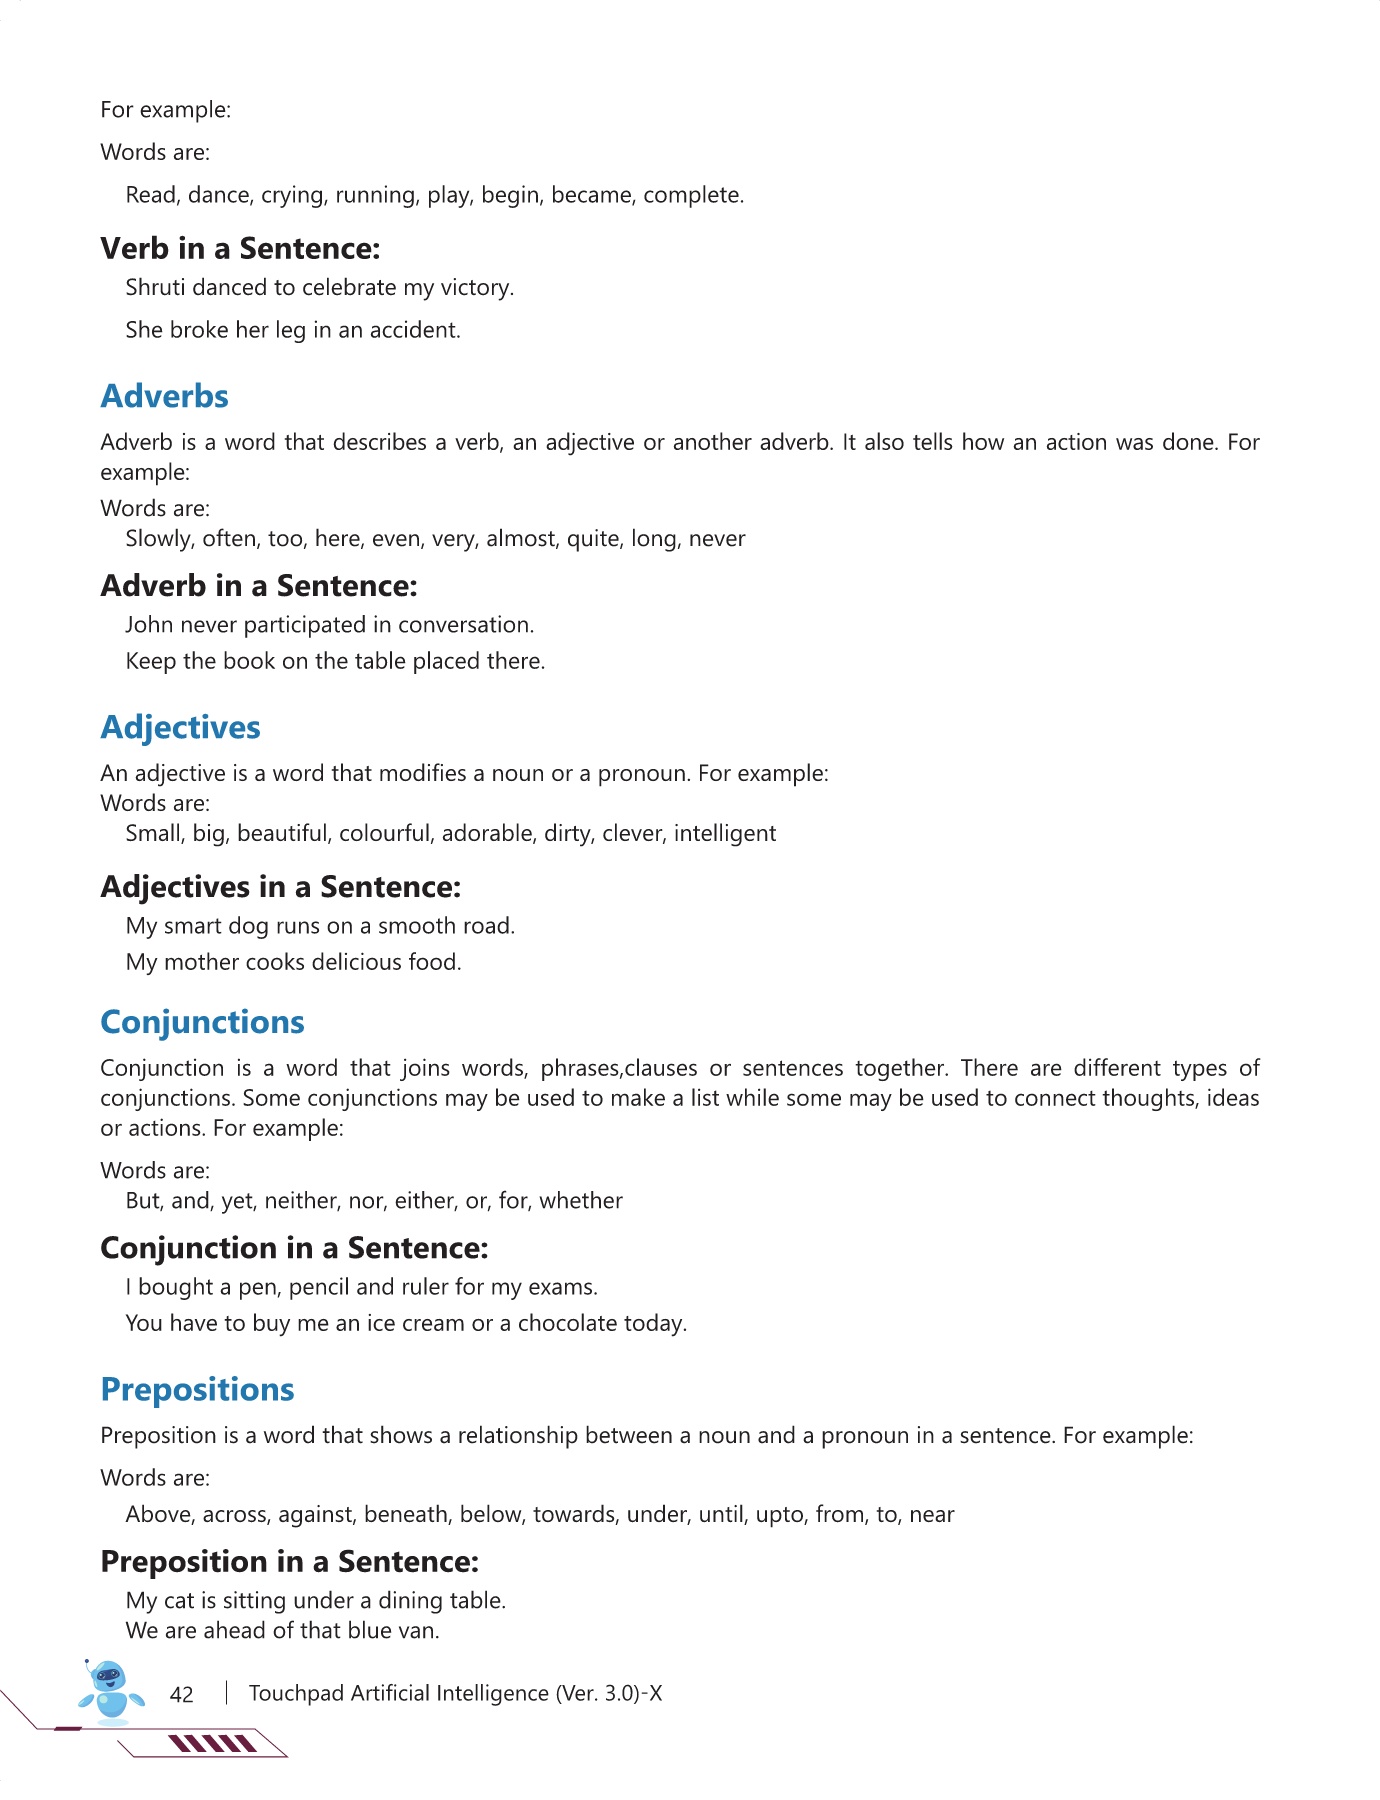 For example:
Words are:
Read, dance, crying, running, play, begin, became, complete.
Verb in a Sentence:
Shruti danced to celebrate my victory.
She broke her leg in an accident.
Adverbs
Adverb is a word that describes a verb, an adjective or another adverb. It also tells how an action was done. For
example:
Words are:
Slowly, often, too, here, even, very, almost, quite, long, never
Adverb in a Sentence:
John never participated in conversation.
Keep the book on the table placed there.
Adjectives
An adjective is a word that modifies a noun or a pronoun. For example:
Words are:
Small, big, beautiful, colourful, adorable, dirty, clever, intelligent
Adjectives in a Sentence:
My smart dog runs on a smooth road.
My mother cooks delicious food.
Conjunctions
Conjunction is a word that joins words, phrases,clauses or sentences together. There are different types of
conjunctions. Some conjunctions may be used to make a list while some may be used to connect thoughts, ideas
or actions. For example:
Words are:
But, and, yet, neither, nor, either, or, for, whether
Conjunction in a Sentence:
I bought a pen, pencil and ruler for my exams.
You have to buy me an ice cream or a chocolate today.
Prepositions
Preposition is a word that shows a relationship between a noun and a pronoun in a sentence. For example:
Words are:
Above, across, against, beneath, below, towards, under, until, upto, from, to, near
Preposition in a Sentence:
My cat is sitting under a dining table.
We are ahead of that blue van.
42 | Touchpad Artificial Intelligence (Ver. 3.0)-X